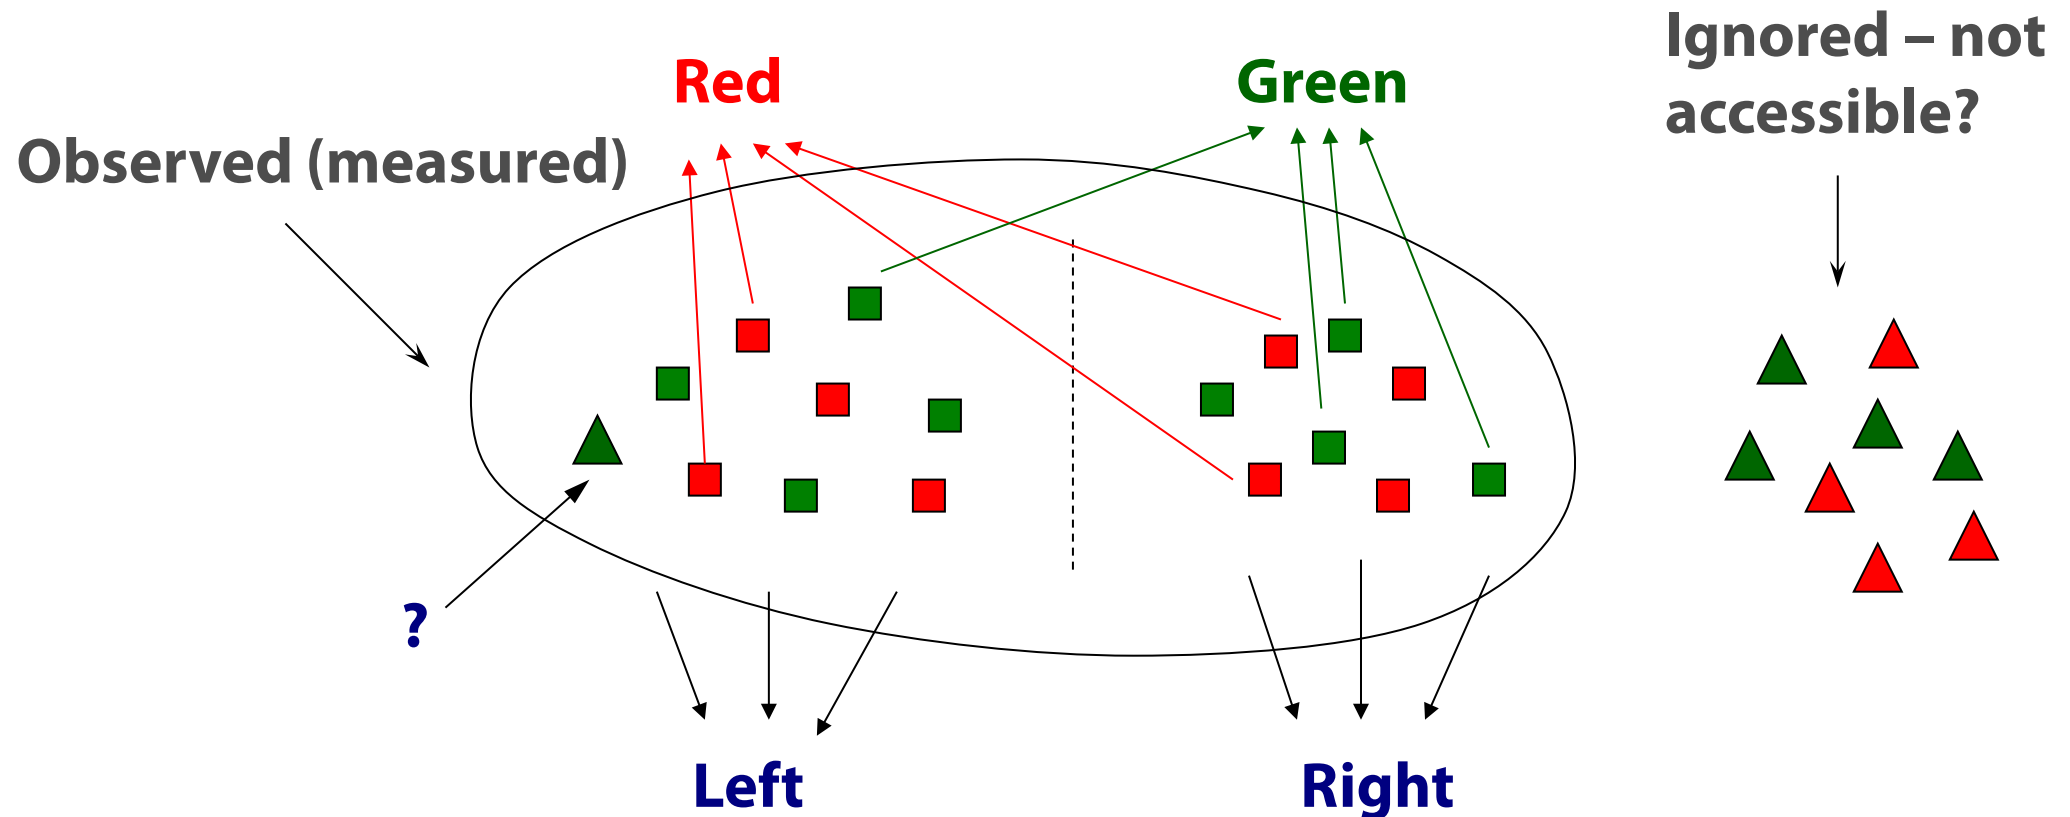 Ignored – not
accessible?
Red
Green
Observed (measured)
?
Left
Right